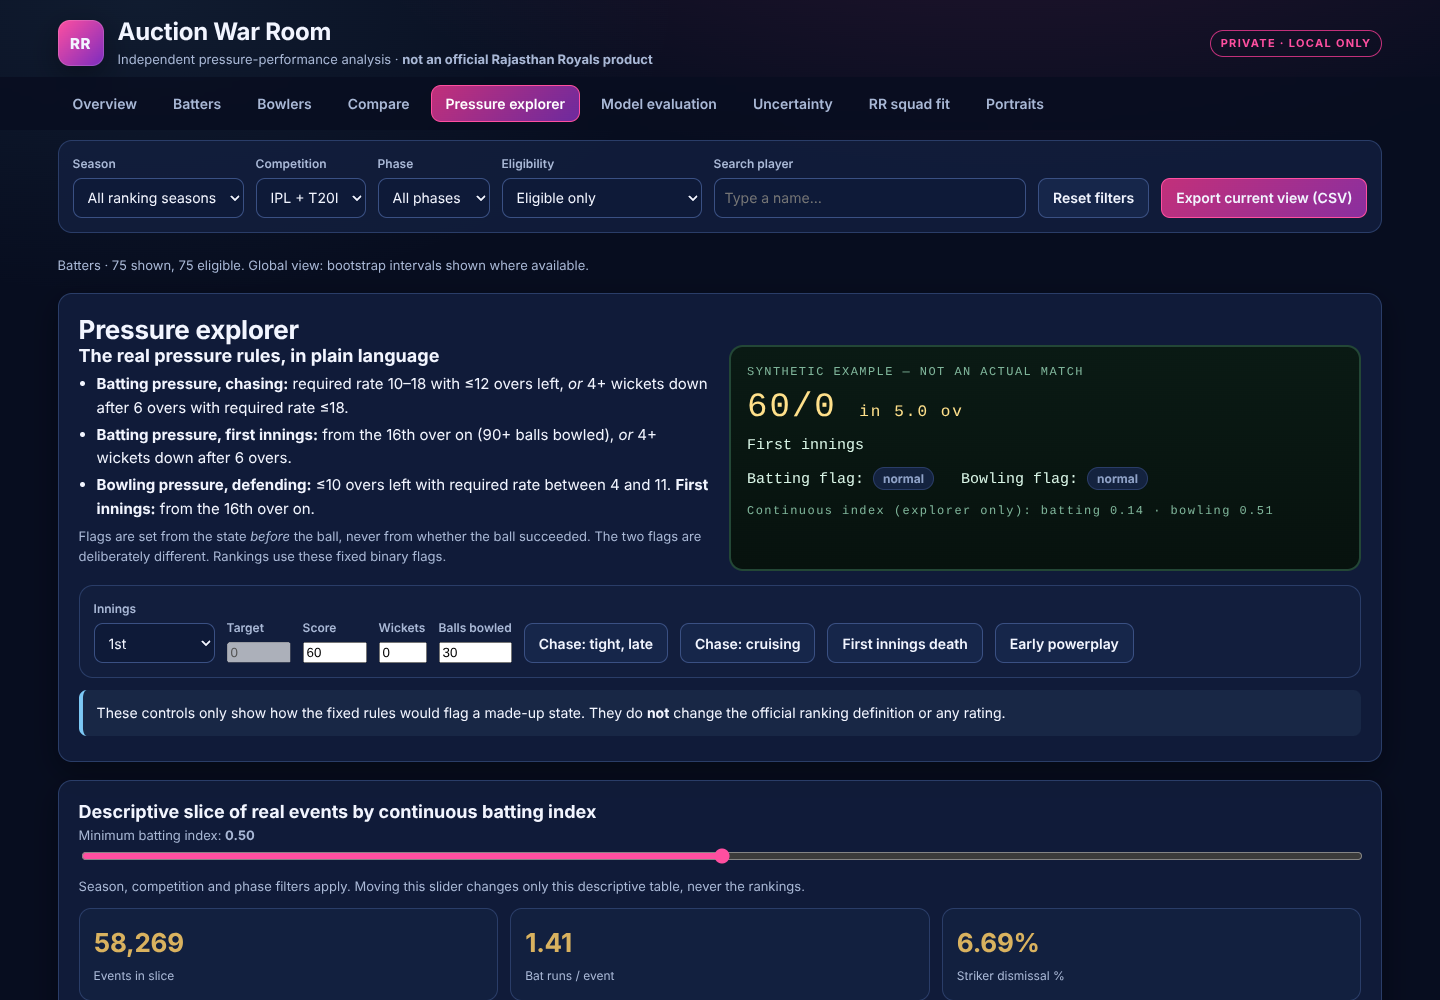 RR
Auction War Room
Independent pressure-performance analysis · not an official Rajasthan Royals product
PRIVATE · LOCAL ONLY
Overview
Batters
Bowlers
Compare
Pressure explorer
Model evaluation
Uncertainty
RR squad fit
Portraits
Season
Competition
Phase
Eligibility
Search player
All ranking seasons
IPL + T20I
All phases
Eligible only
Type a name...
Reset filters
Export current view (CSV)
Batters · 75 shown, 75 eligible. Global view: bootstrap intervals shown where available.
Pressure explorer
The real pressure rules, in plain language
• Batting pressure, chasing: required rate 10–18 with ≤12 overs left, or 4+ wickets down
after 6 overs with required rate ≤18.
• Batting pressure, first innings: from the 16th over on (90+ balls bowled), or 4+
wickets down after 6 overs.
• Bowling pressure, defending: ≤10 overs left with required rate between 4 and 11. First
innings: from the 16th over on.
Flags are set from the state before the ball, never from whether the ball succeeded. The two flags are
deliberately different. Rankings use these fixed binary flags.
SYNTHETIC EXAMPLE — NOT AN ACTUAL MATCH
60/0 in 5.0 ov
First innings
Batting flag: normal Bowling flag: normal
Continuous index (explorer only): batting 0.14 · bowling 0.51
Innings
Target
Score
Wickets
Balls bowled
1st
0
60
0
30
Chase: tight, late
Chase: cruising
First innings death
Early powerplay
These controls only show how the fixed rules would flag a made-up state. They do not change the official ranking definition or any rating.
Descriptive slice of real events by continuous batting index
Minimum batting index: 0.50
Season, competition and phase filters apply. Moving this slider changes only this descriptive table, never the rankings.
58,269
Events in slice
1.41
Bat runs / event
6.69%
Striker dismissal %